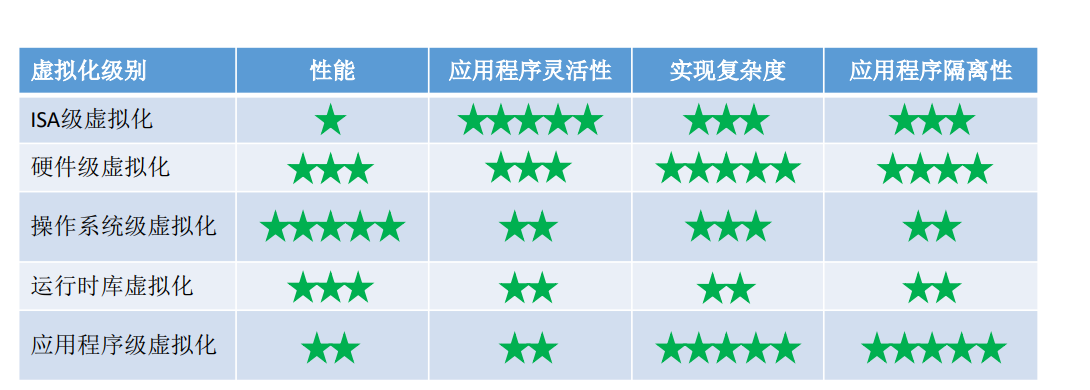 虚拟化级别 性能 应用程序灵活性 实现复杂度 应用程序隔离性
ISA级虚拟化 ★ ★★★★★ ★★★ ★★★
硬件级虚拟化 ★★★ ★★★ ★★★★★ ★★★★
操作系统级虚拟化 ★★★★★ ★★ ★★★ ★★
运行时库虚拟化 ★★★ ★★ ★★ ★★
应用程序级虚拟化 ★★ ★★ ★★★★★ ★★★★★